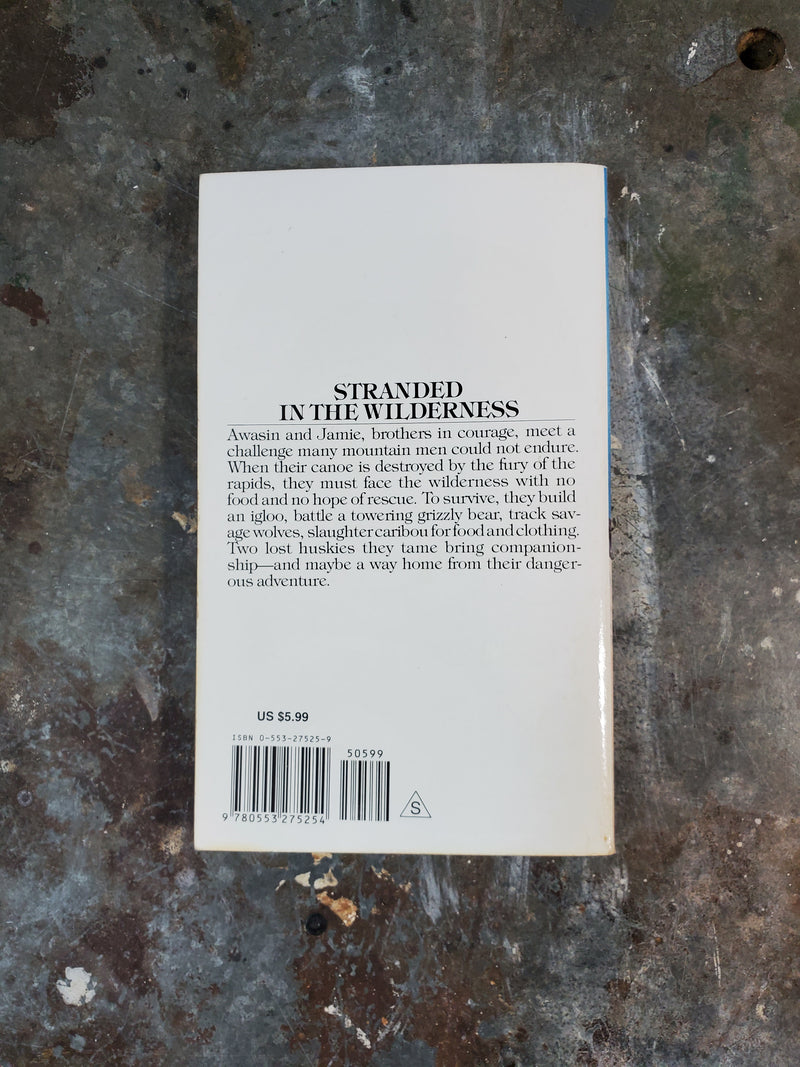 STRANDED
IN THE WILDERNESS
Awasin and Jamie, brothers in courage, meet a
challenge many mountain men could not endure.
When their canoe is destroyed by the fury of the
rapids, they must face the wilderness with no
food and no hope of rescue. To survive, they build
an igloo, battle a towering grizzly bear, track sav-
age wolves, slaughter caribou for food and clothing.
Two lost huskies they tame bring companion-
ship—and maybe a way home from their danger-
ous adventure.
US $5.99
ISBN 0-553-27525-9
50599
9 780553 275254
S